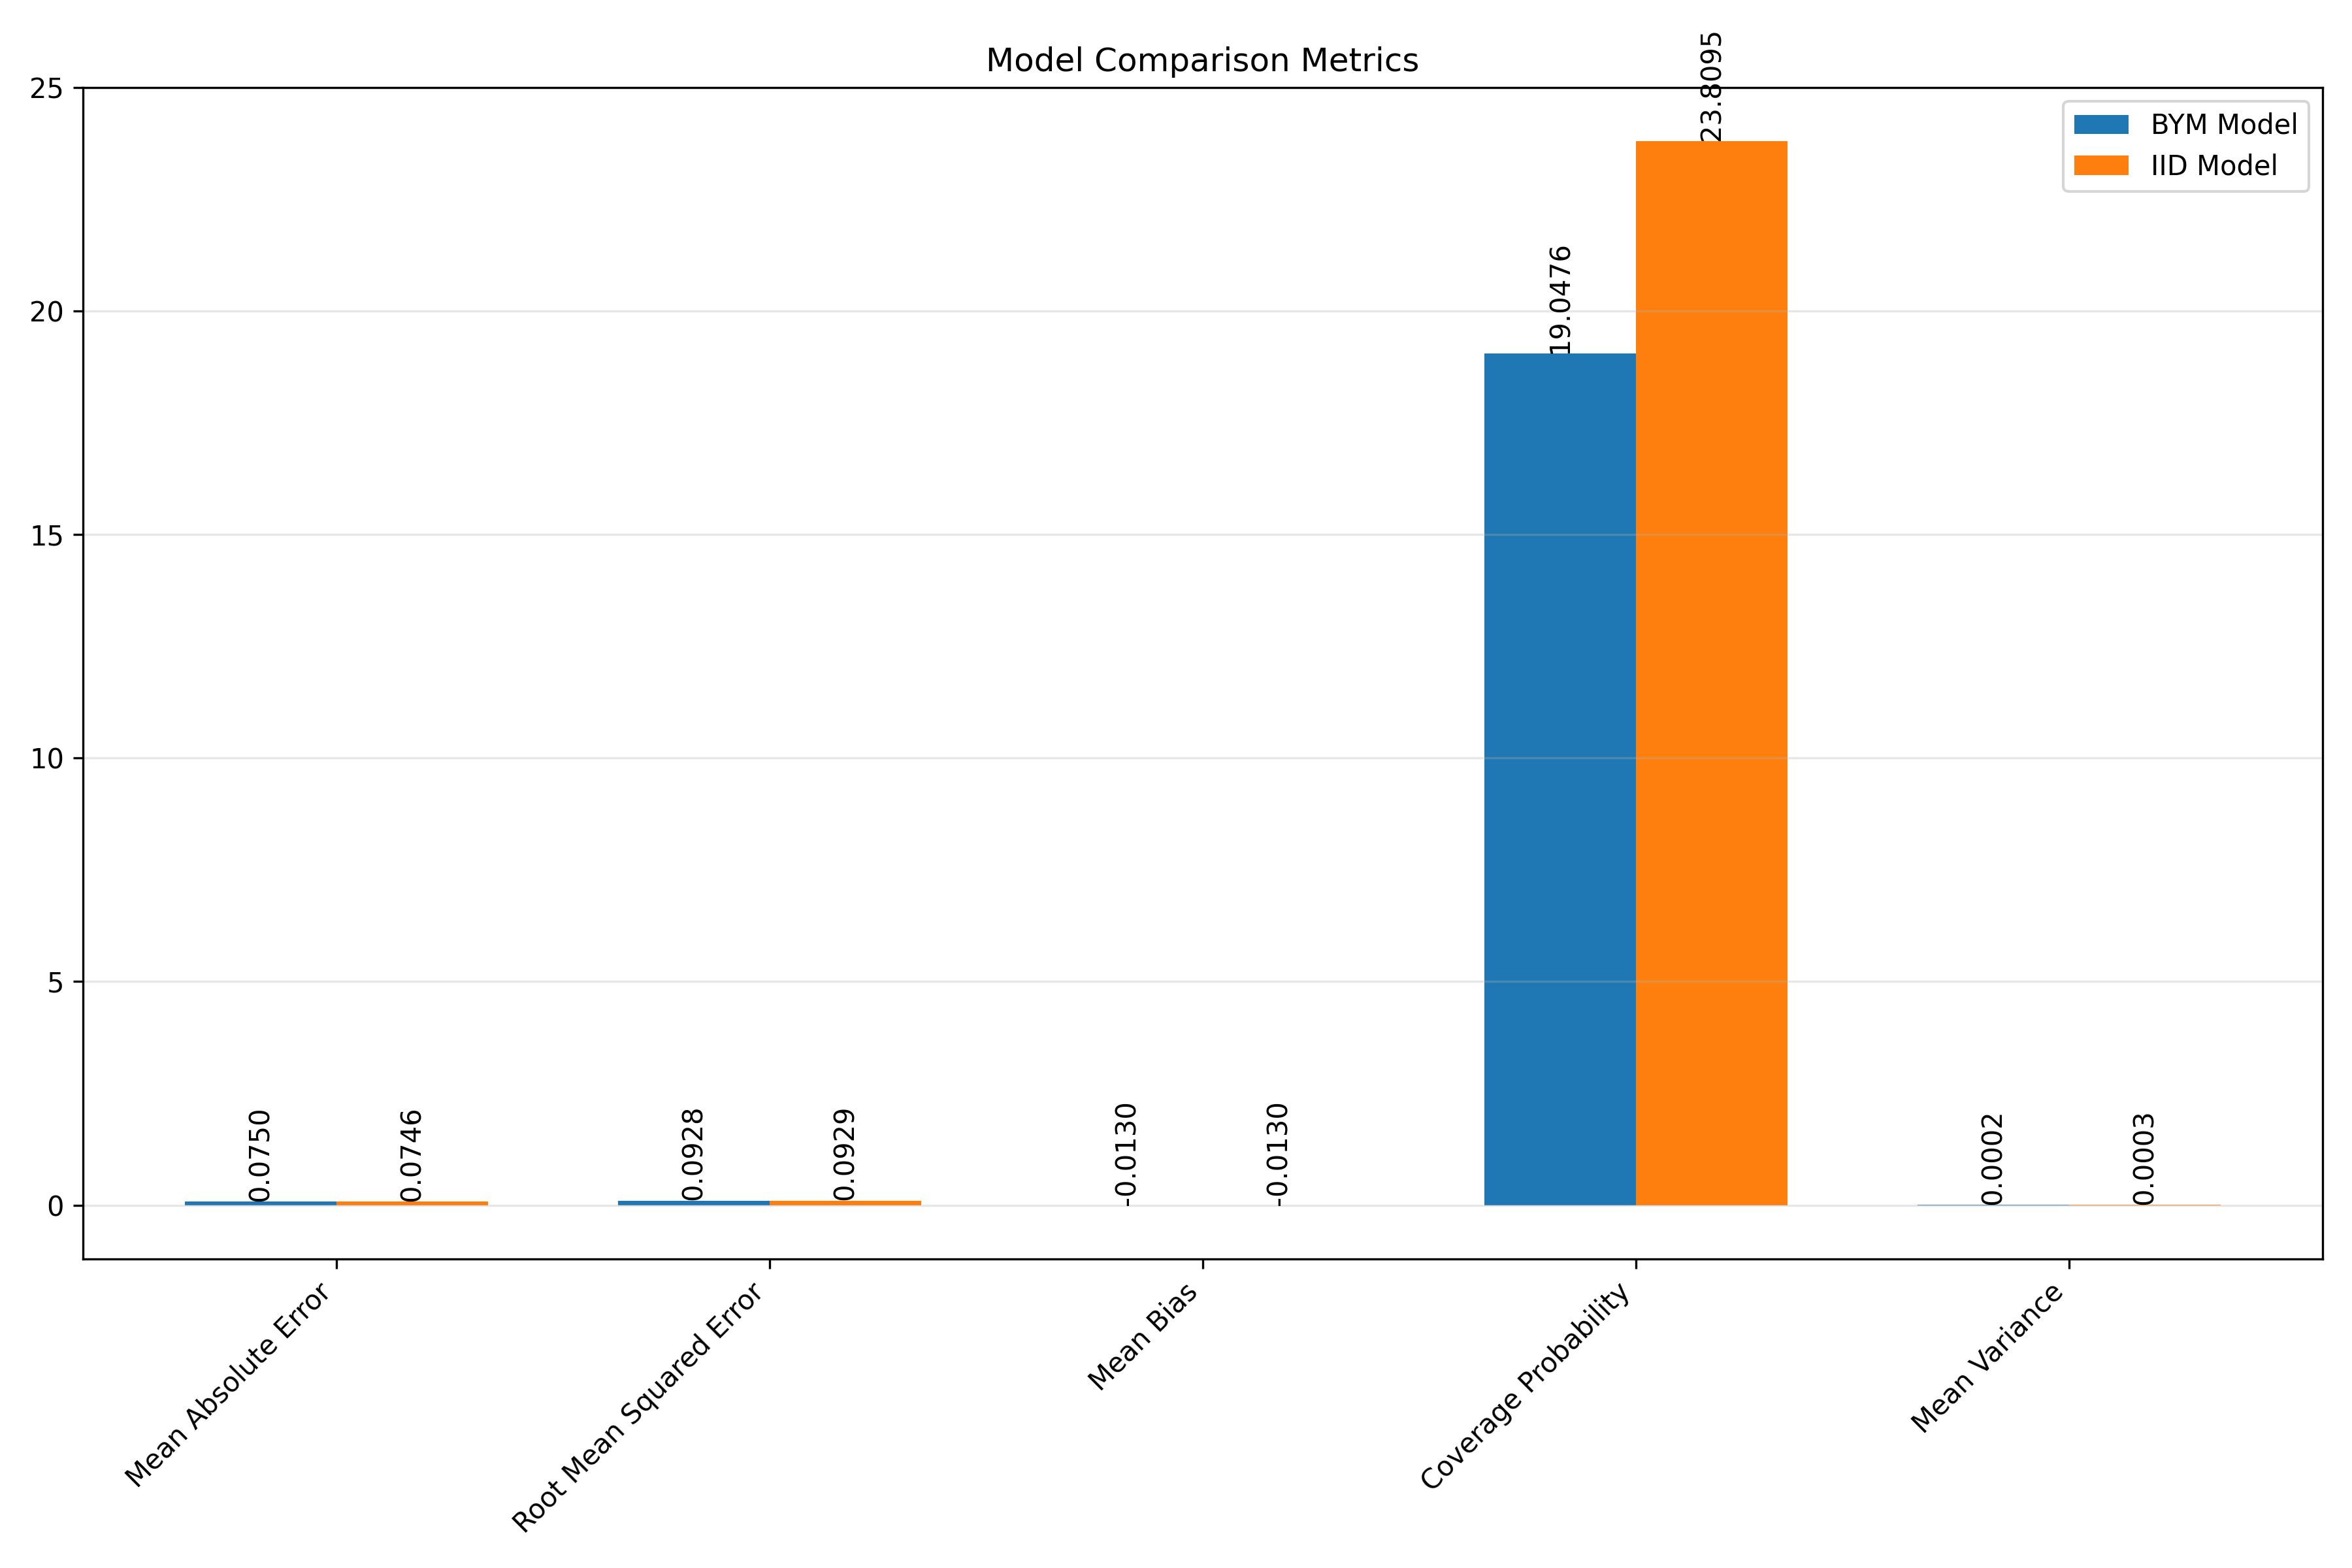 Model Comparison Metrics
25
20
15
10
5
0
BYM Model
IID Model
0.0750
0.0746
0.0928
0.0929
-0.0130
-0.0130
19.0476
23.8095
0.0002
0.0003
Mean Absolute Error
Root Mean Squared Error
Mean Bias
Coverage Probability
Mean Variance